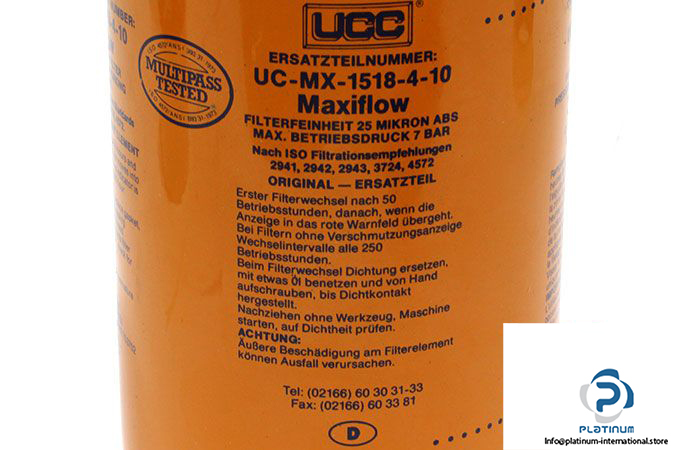 UCC®
ERSATZTEILNUMMER:
UC-MX-1518-4-10
Maxiflow
FILTERFEINHEIT 25 MIKRON ABS
MAX. BETRIEBSDRUCK 7 BAR
Nach ISO Filtrationsempfehlungen
2941, 2942, 2943, 3724, 4572
ORIGINAL — ERSATZTEIL
Erster Filterwechsel nach 50
Betriebsstunden, danach, wenn die
Anzeige in das rote Warnfeld übergeht.
Bei Filtern ohne Verschmutzungsanzeige
Wechselintervalle alle 250
Betriebsstunden.
Beim Filterwechsel Dichtung ersetzen,
mit etwas Öl benetzen und von Hand
aufschrauben, bis Dichtkontakt
hergestellt.
Nachziehen ohne Werkzeug, Maschine
starten, auf Dichtheit prüfen.
ACHTUNG:
Äußere Beschädigung am Filterelement
können Ausfall verursachen.
Tel: (02166) 60 30 31-33
Fax: (02166) 60 33 81
D
MULTIPASS
TESTED
NUMBER:
-4-10
ELEMENT
PLATINUM
Info@platinum-international.store